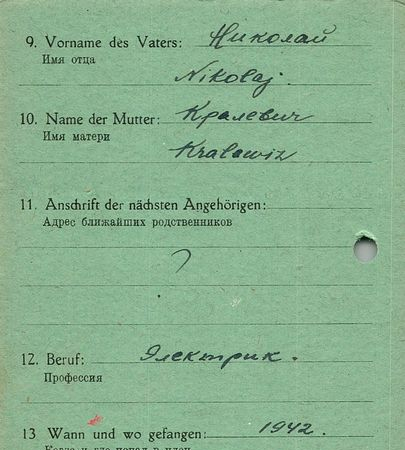 9. Vorname des Vaters: Николай
Имя отца
Nikolaj.
10. Name der Mutter: Кралевич
Имя матери
Kralewiz
11. Anschrift der nächsten Angehörigen:
Адрес ближайших родственников
?
12. Beruf: Электрик.
Профессия
13 Wann und wo gefangen: 1942.